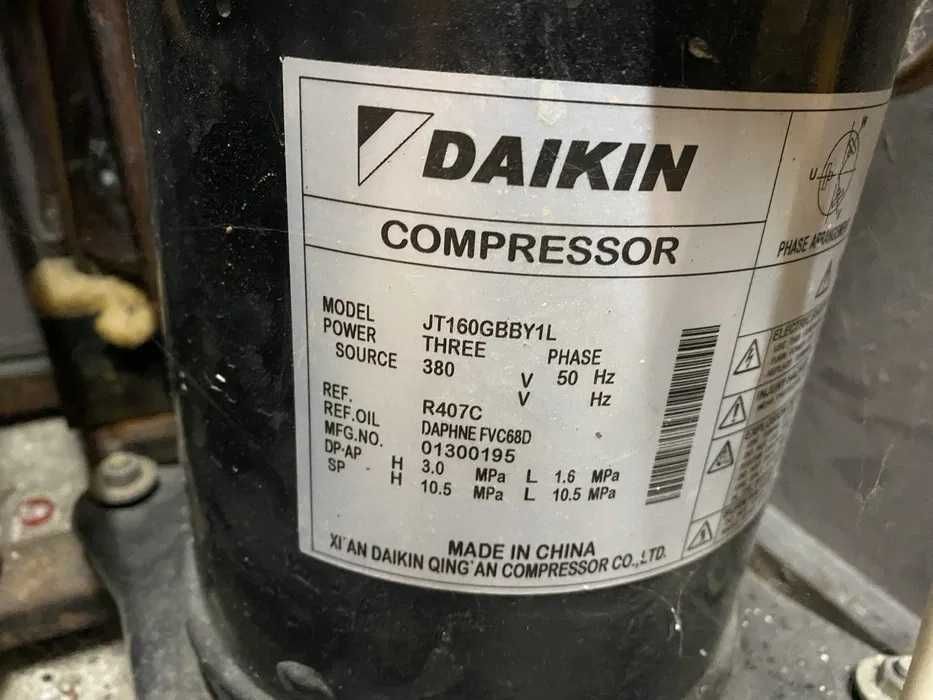 DAIKIN
COMPRESSOR
MODEL JT160GBBY1L
POWER SOURCE THREE PHASE
380 V 50 Hz
V Hz
REF. R407C
REF.OIL DAPHNE FVC68D
MFG.NO. 01300195
DP·AP H 3.0 MPa L 1.6 MPa
SP H 10.5 MPa L 10.5 MPa
MADE IN CHINA
XI'AN DAIKIN QING'AN COMPRESSOR CO.,LTD.
U
PHASE